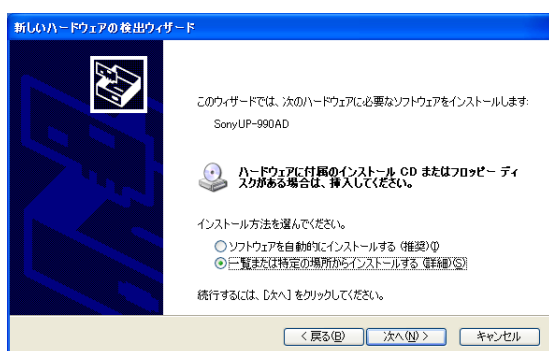 新しいハードウェアの検出ウィザード
このウィザードでは、次のハードウェアに必要なソフトウェアをインストールします:
SonyUP-990AD
ハードウェアに付属のインストール CD またはフロッピー ディ
スクがある場合は、挿入してください。
インストール方法を選んでください。
ソフトウェアを自動的にインストールする (推奨)(I)
一覧または特定の場所からインストールする (詳細)(S)
続行するには、[次へ] をクリックしてください。
< 戻る(B) 次へ(N) > キャンセル